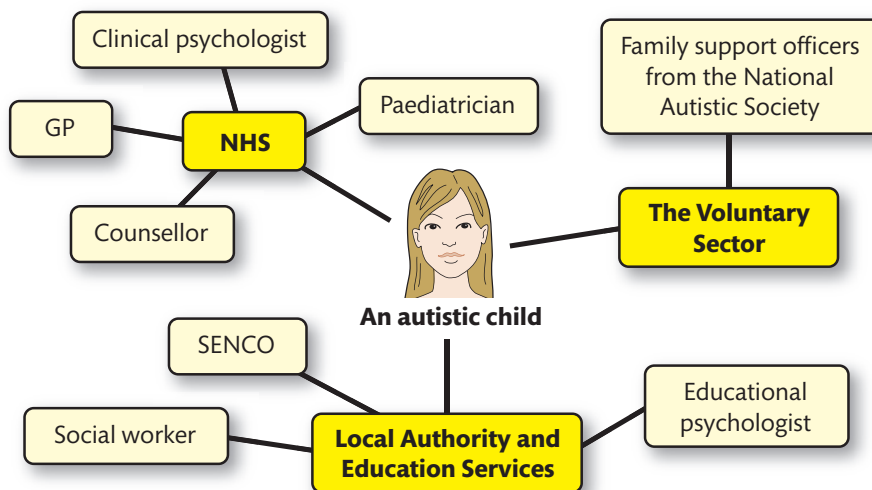 Clinical psychologist
GP
NHS
Paediatrician
Counsellor
Family support officers
from the National
Autistic Society
The Voluntary
Sector
An autistic child
SENCO
Social worker
Local Authority and
Education Services
Educational
psychologist